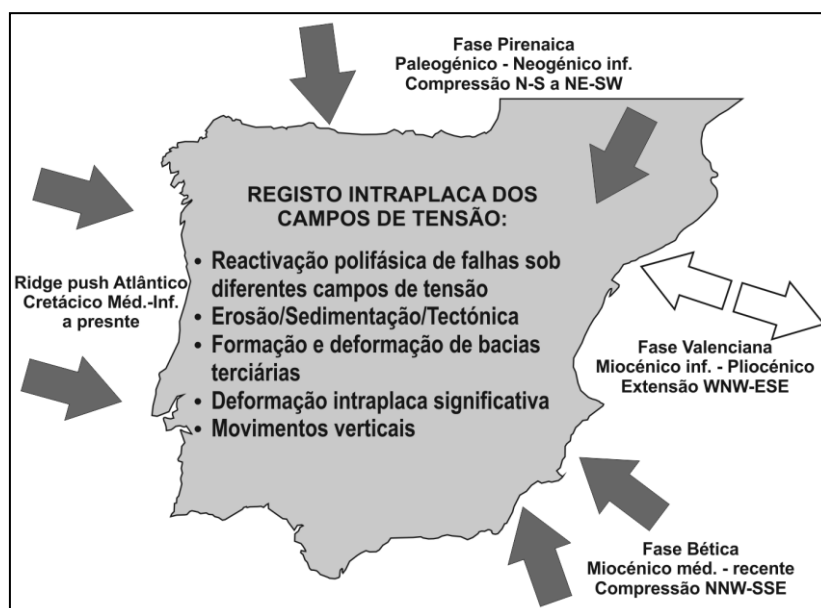 Fase Pirenaica
Paleogénico - Neogénico inf.
Compressão N-S a NE-SW
REGISTO INTRAPLACA DOS
CAMPOS DE TENSÃO:
• Reactivação polifásica de falhas sob
diferentes campos de tensão
• Erosão/Sedimentação/Tectónica
• Formação e deformação de bacias
terciárias
• Deformação intraplaca significativa
• Movimentos verticais
Ridge push Atlântico
Cretácico Méd.-Inf.
a presnte
Fase Valenciana
Miocénico inf. - Pliocénico
Extensão WNW-ESE
Fase Bética
Miocénico méd. - recente
Compressão NNW-SSE